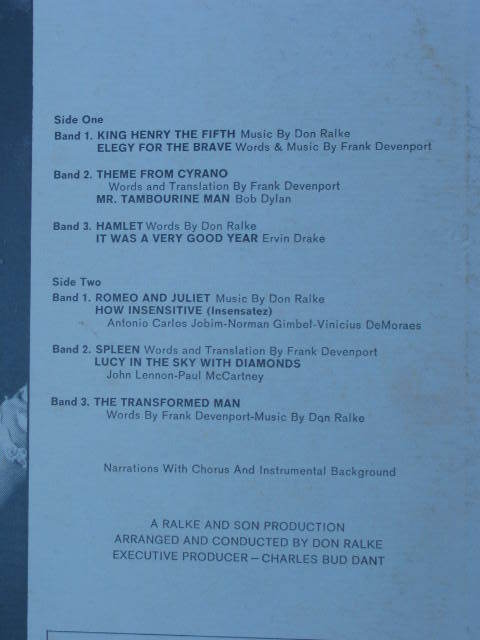 Side One
Band 1. KING HENRY THE FIFTH Music By Don Ralke
ELEGY FOR THE BRAVE Words & Music By Frank Devenport
Band 2. THEME FROM CYRANO
Words and Translation By Frank Devenport
MR. TAMBOURINE MAN Bob Dylan
Band 3. HAMLET Words By Don Ralke
IT WAS A VERY GOOD YEAR Ervin Drake
Side Two
Band 1. ROMEO AND JULIET Music By Don Ralke
HOW INSENSITIVE (Insensatez)
Antonio Carlos Jobim-Norman Gimbel-Vinicius DeMoraes
Band 2. SPLEEN Words and Translation By Frank Devenport
LUCY IN THE SKY WITH DIAMONDS
John Lennon-Paul McCartney
Band 3. THE TRANSFORMED MAN
Words By Frank Devenport-Music By Don Ralke
Narrations With Chorus And Instrumental Background
A RALKE AND SON PRODUCTION
ARRANGED AND CONDUCTED BY DON RALKE
EXECUTIVE PRODUCER—CHARLES BUD DANT